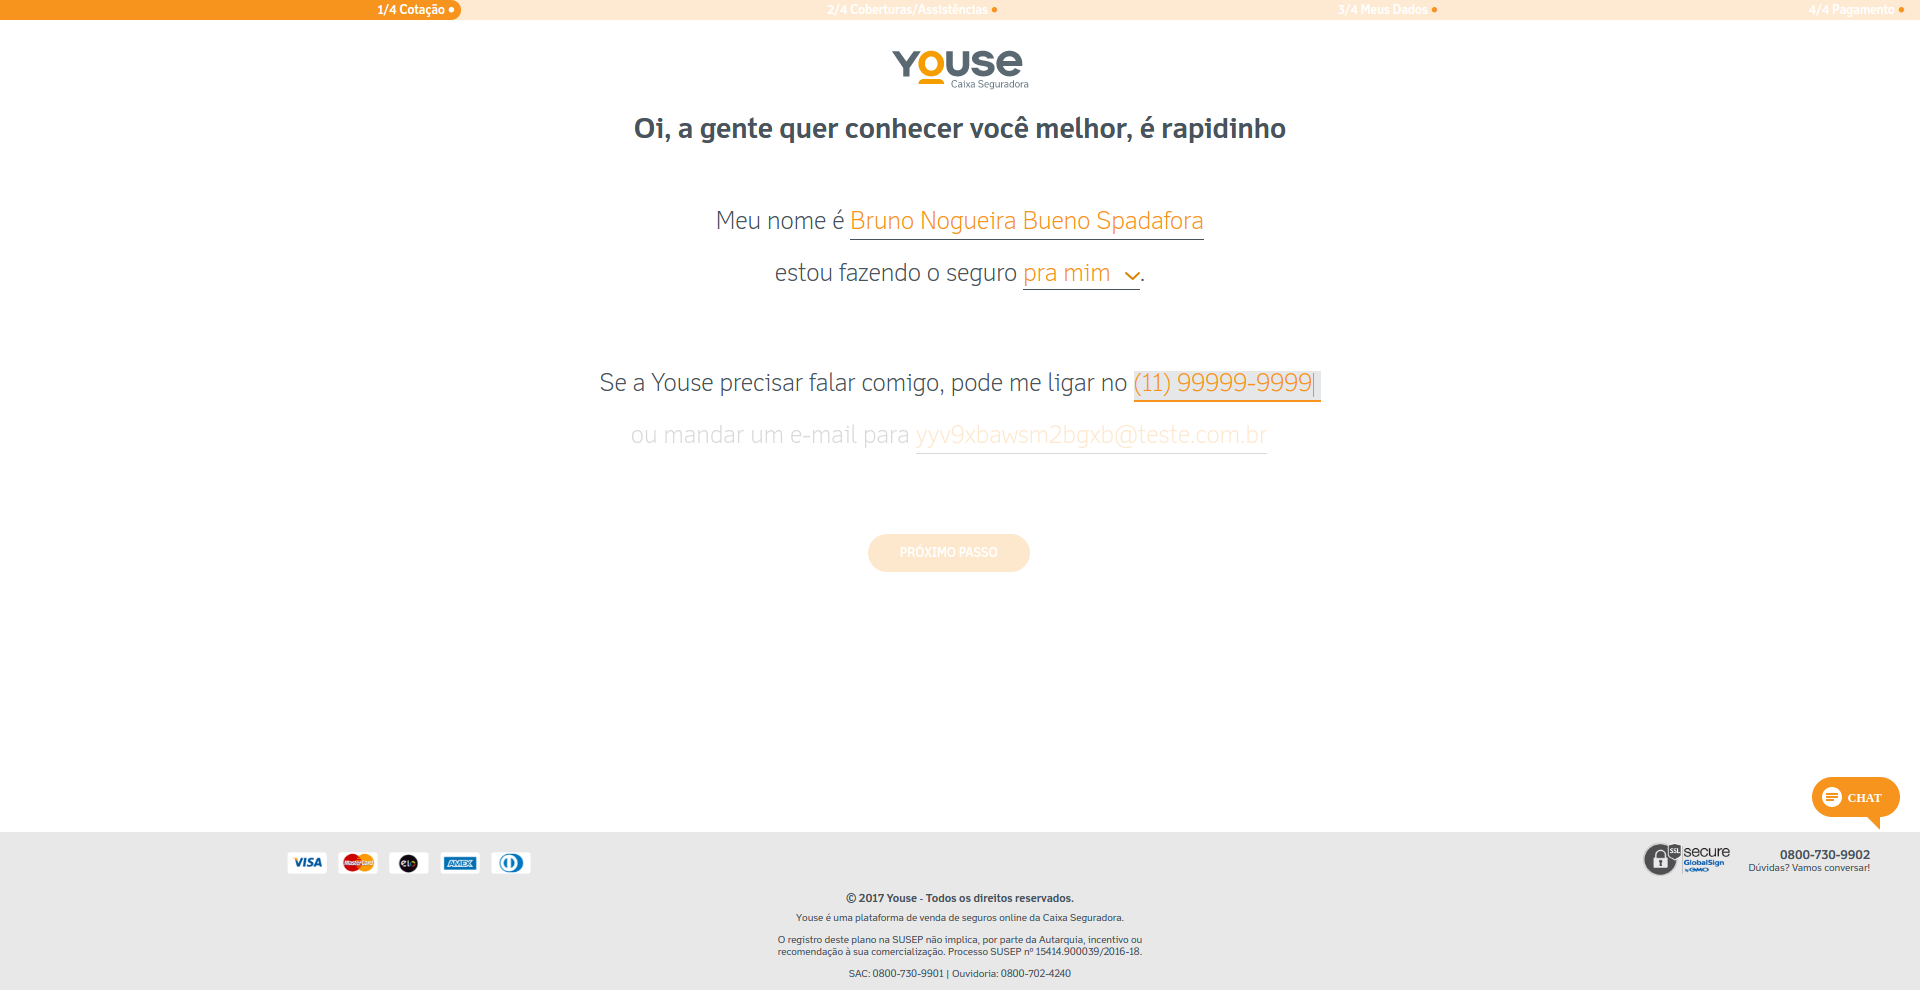 1/4 Cotação
2/4 Coberturas/Assistências
3/4 Meus Dados
4/4 Pagamento
Youse
Caixa Seguradora
Oi, a gente quer conhecer você melhor, é rapidinho
Meu nome é Bruno Nogueira Bueno Spadafora
estou fazendo o seguro pra mim .
Se a Youse precisar falar comigo, pode me ligar no (11) 99999-9999
ou mandar um e-mail para yyv9xbawsm2bgxb@teste.com.br
PRÓXIMO PASSO
CHAT
VISA
MasterCard
elo
AMEX
SSL
secure
GlobalSign
by GMO
0800-730-9902
Dúvidas? Vamos conversar!
© 2017 Youse - Todos os direitos reservados.
Youse é uma plataforma de venda de seguros online da Caixa Seguradora.
O registro deste plano na SUSEP não implica, por parte da Autarquia, incentivo ou
recomendação à sua comercialização. Processo SUSEP nº 15414.900039/2016-18.
SAC: 0800-730-9901 | Ouvidoria: 0800-702-4240